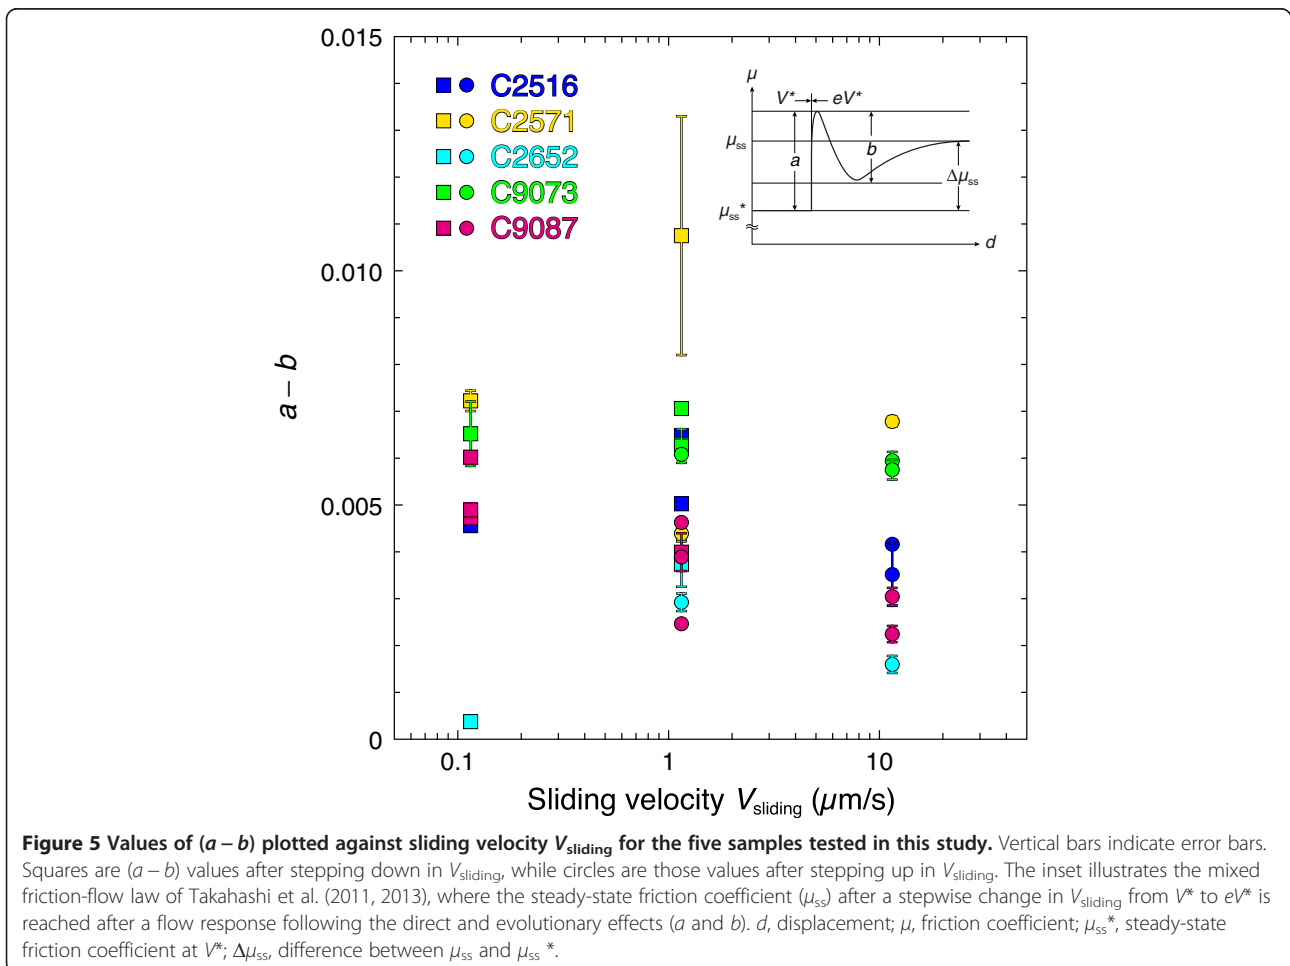 0.015
C2516
C2571
C2652
C9073
C9087
μ
V* eV*
μss
a
b
Δμss
μss*
≈
d
0.010
a – b
0.005
0
0.1 1 10
Sliding velocity Vsliding (μm/s)
Figure 5 Values of (a – b) plotted against sliding velocity Vsliding for the five samples tested in this study. Vertical bars indicate error bars.
Squares are (a – b) values after stepping down in Vsliding, while circles are those values after stepping up in Vsliding. The inset illustrates the mixed
friction-flow law of Takahashi et al. (2011, 2013), where the steady-state friction coefficient (μss) after a stepwise change in Vsliding from V* to eV* is
reached after a flow response following the direct and evolutionary effects (a and b). d, displacement; μ, friction coefficient; μss*, steady-state
friction coefficient at V*; Δμss, difference between μss and μss *.